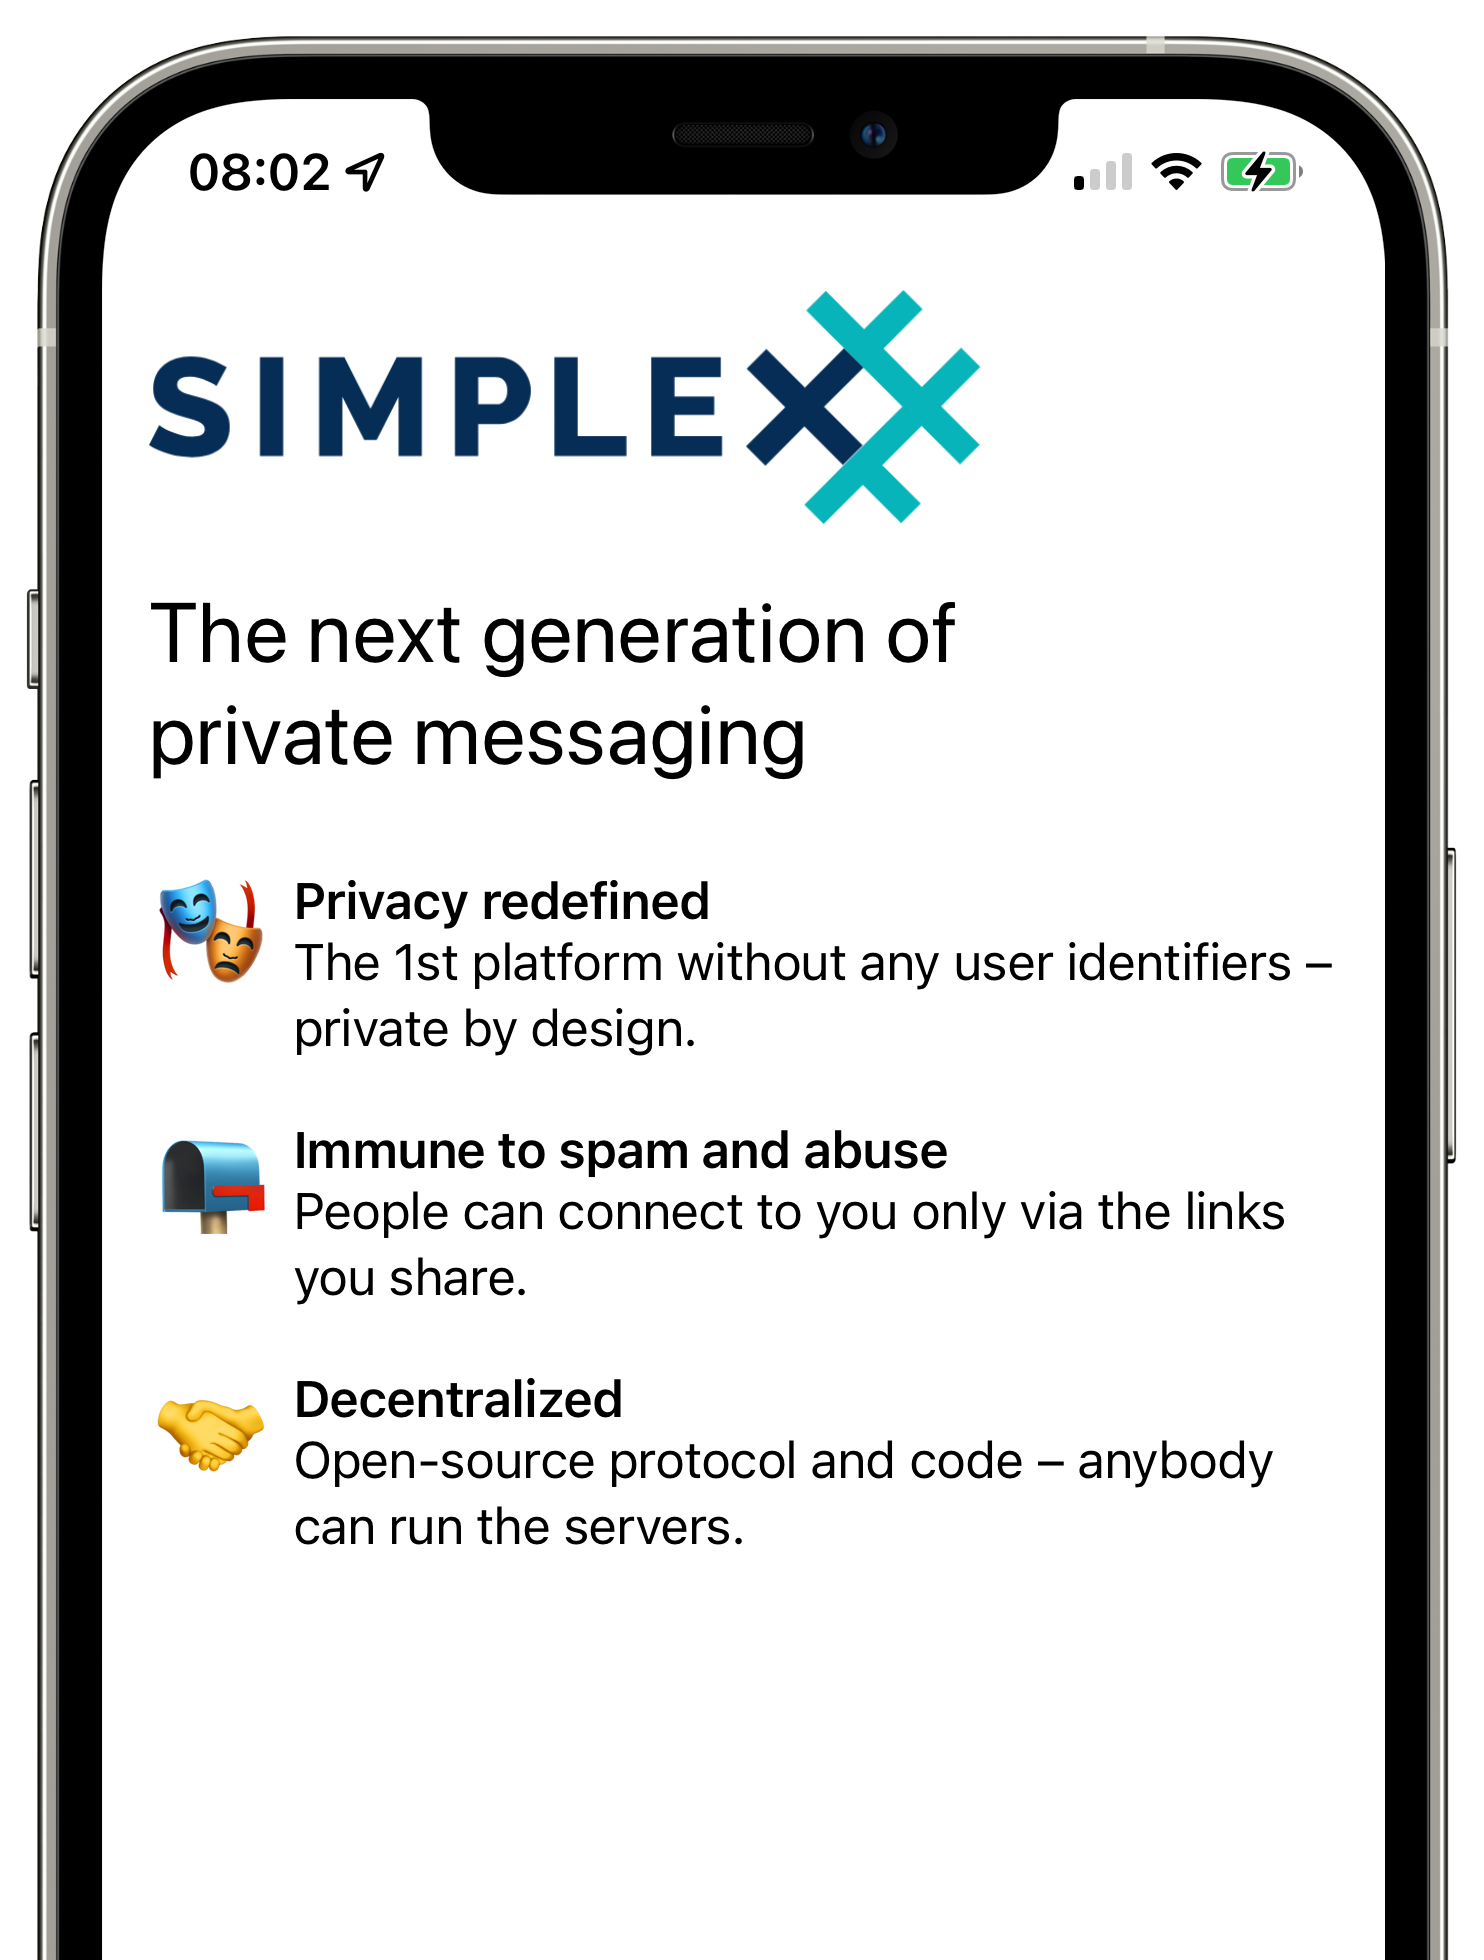 08:02
SIMPLEX
The next generation of
private messaging
Privacy redefined
The 1st platform without any user identifiers –
private by design.
Immune to spam and abuse
People can connect to you only via the links
you share.
Decentralized
Open-source protocol and code – anybody
can run the servers.